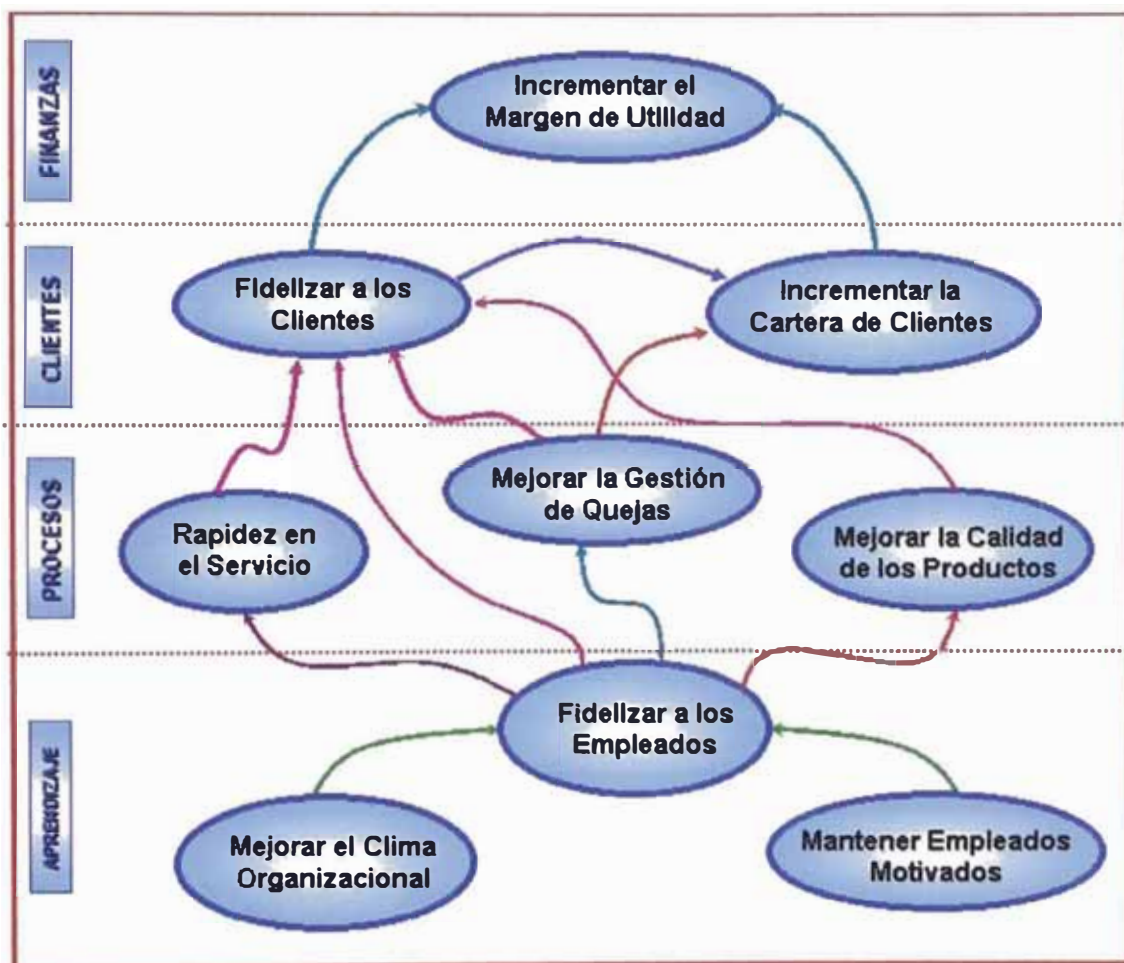 FINANZAS
Incrementar el
Margen de Utilidad
CLIENTES
Fidelizar a los
Clientes
Incrementar la
Cartera de Clientes
PROCESOS
Rapidez en
el Servicio
Mejorar la Gestión
de Quejas
Mejorar la Calidad
de los Productos
APRENDIZAJE
Fidelizar a los
Empleados
Mejorar el Clima
Organizacional
Mantener Empleados
Motivados